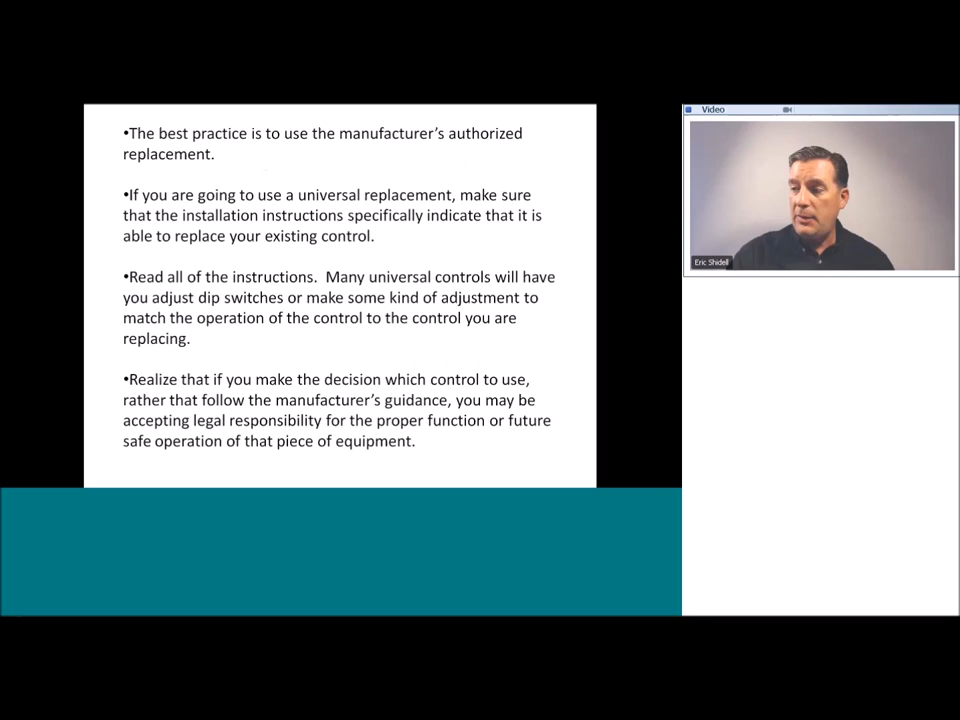 •The best practice is to use the manufacturer’s authorized
replacement.
•If you are going to use a universal replacement, make sure
that the installation instructions specifically indicate that it is
able to replace your existing control.
•Read all of the instructions.  Many universal controls will have
you adjust dip switches or make some kind of adjustment to
match the operation of the control to the control you are
replacing.
•Realize that if you make the decision which control to use,
rather that follow the manufacturer’s guidance, you may be
accepting legal responsibility for the proper function or future
safe operation of that piece of equipment.
Video
Eric Shidell